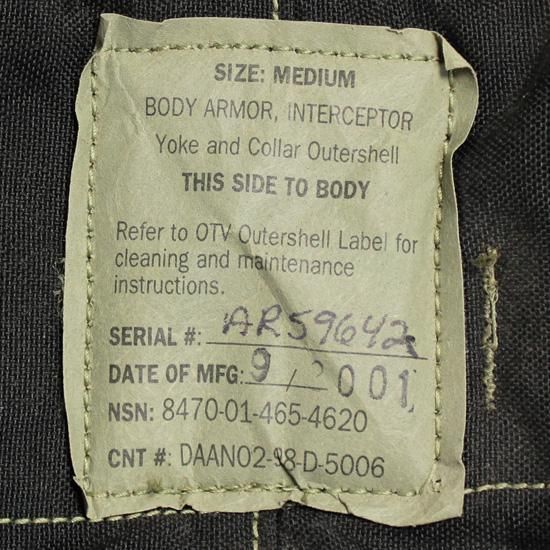 SIZE: MEDIUM
BODY ARMOR, INTERCEPTOR
Yoke and Collar Outershell
THIS SIDE TO BODY
Refer to OTV Outershell Label for
cleaning and maintenance
instructions.
SERIAL #: AR59642
DATE OF MFG: 9/2001
NSN: 8470-01-465-4620
CNT #: DAAN02-98-D-5006